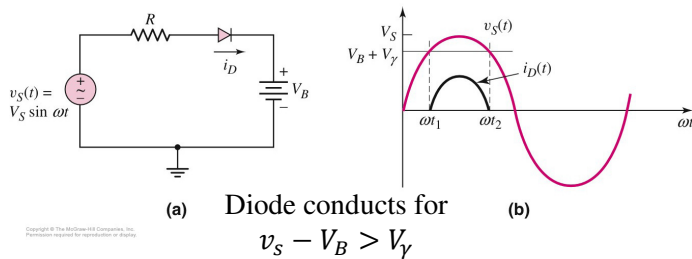 R
i_D
v_S(t) =
V_S sin ωt
+
~
−
+
V_B
−
(a)
V_S
V_B + V_γ
v_S(t)
i_D(t)
ωt_1
ωt_2
ωt
(b)
Diode conducts for
v_s − V_B > V_γ
Copyright © The McGraw-Hill Companies, Inc.
Permission required for reproduction or display.